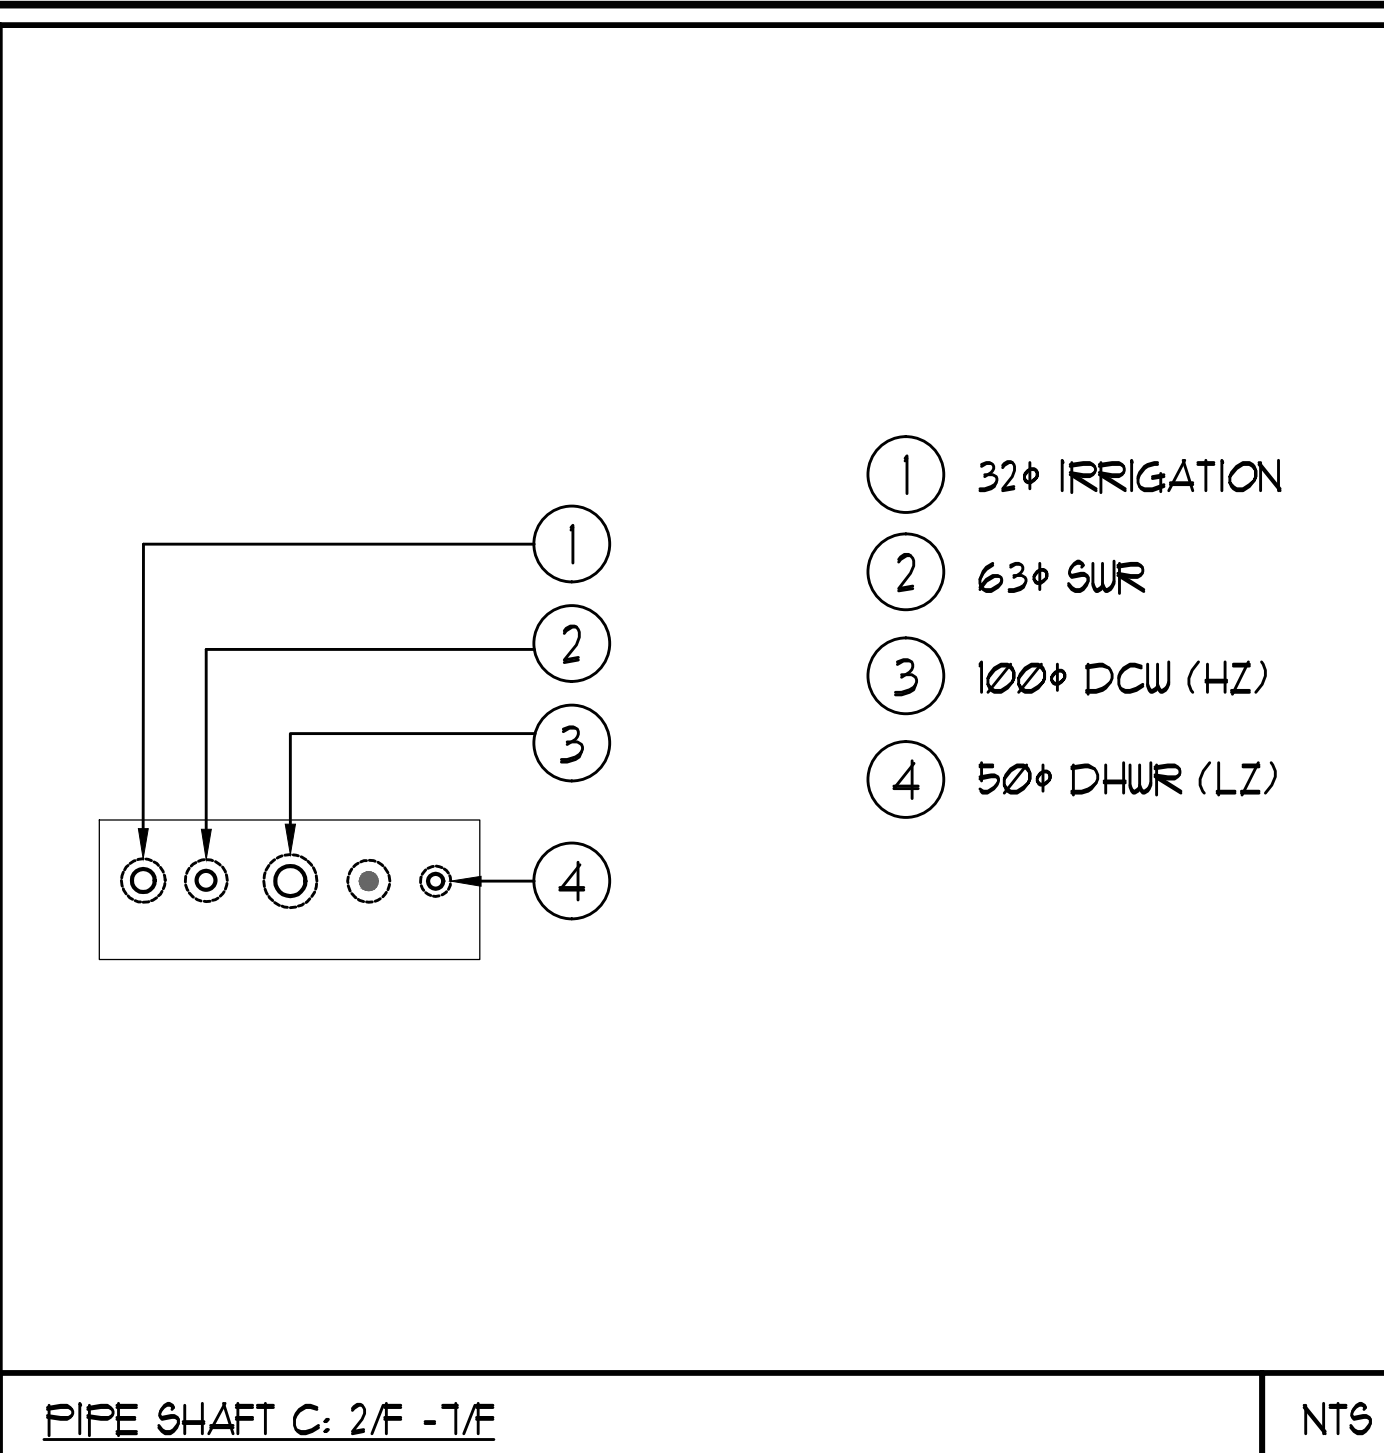 1
2
3
4
1 32ϕ IRRIGATION
2 63ϕ SWR
3 100ϕ DCW (HZ)
4 50ϕ DHWR (LZ)
PIPE SHAFT C: 2/F -7/F
NTS